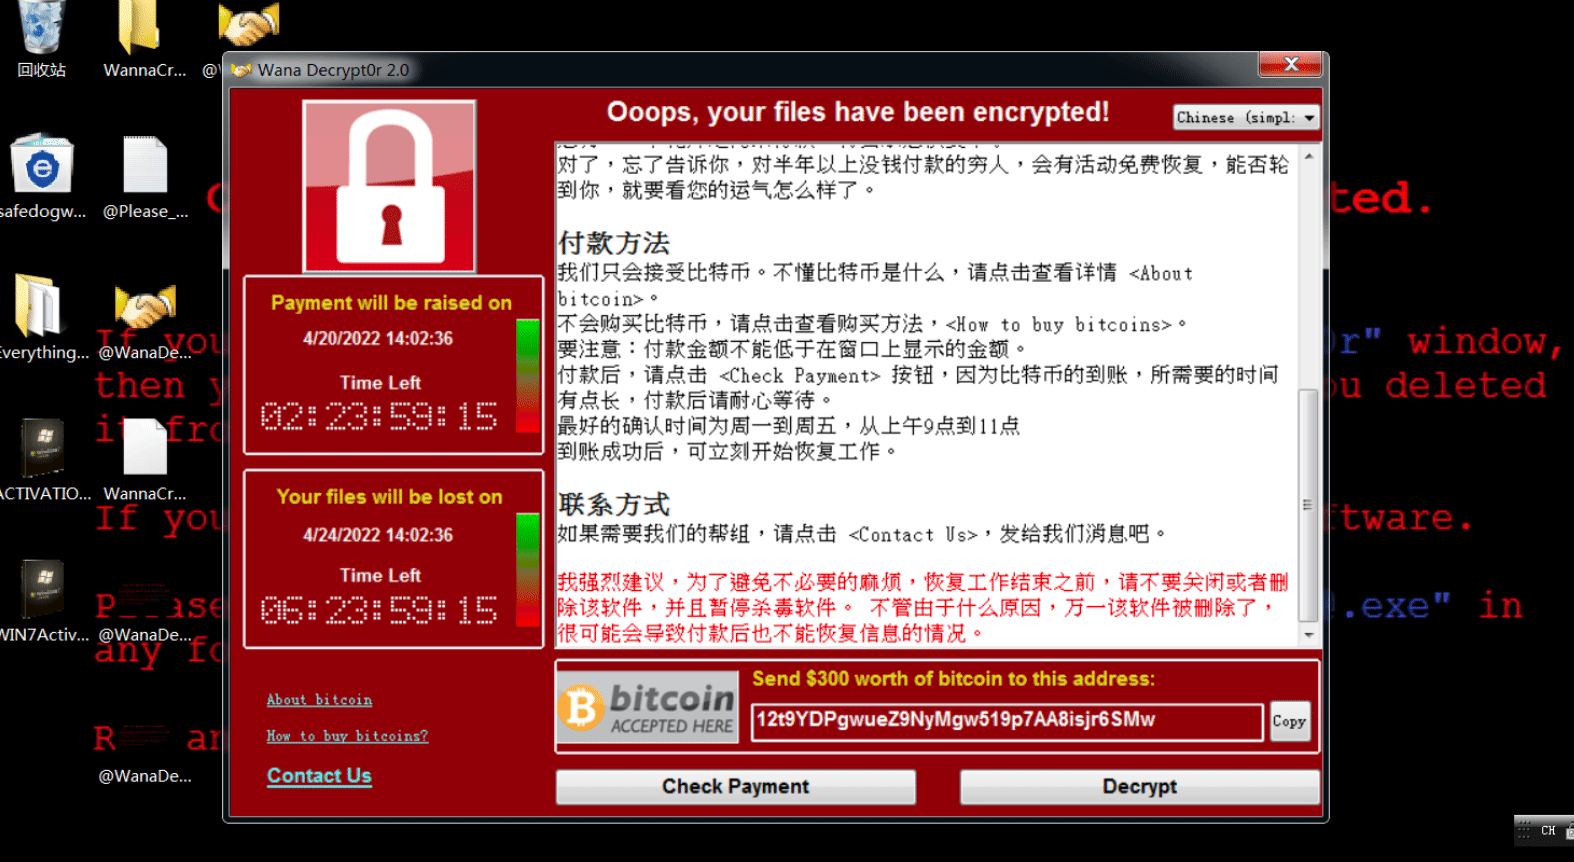 回收站
WannaCr...
@W
safedogw...
@Please_...
Everything...
@WanaDe...
ACTIVATIO...
WannaCr...
WIN7Activ...
@WanaDe...
@WanaDe...
ted.
If you
r" window,
then y
ou deleted
it fro
If you
ftware.
Please
.exe" in
any fo
R an
Wana Decrypt0r 2.0
Ooops, your files have been encrypted!
Chinese (simpl:
Payment will be raised on
4/20/2022 14:02:36
Time Left
02:23:59:15
Your files will be lost on
4/24/2022 14:02:36
Time Left
06:23:59:15
About bitcoin
How to buy bitcoins?
Contact Us
对了，忘了告诉你，对半年以上没钱付款的穷人，会有活动免费恢复，能否轮
到你，就要看您的运气怎么样了。
付款方法
我们只会接受比特币。不懂比特币是什么，请点击查看详情 <About
bitcoin>。
不会购买比特币，请点击查看购买方法，<How to buy bitcoins>。
要注意：付款金额不能低于在窗口上显示的金额。
付款后，请点击 <Check Payment> 按钮，因为比特币的到账，所需要的时间
有点长，付款后请耐心等待。
最好的确认时间为周一到周五，从上午9点到11点
到账成功后，可立刻开始恢复工作。
联系方式
如果需要我们的帮组，请点击 <Contact Us>，发给我们消息吧。
我强烈建议，为了避免不必要的麻烦，恢复工作结束之前，请不要关闭或者删
除该软件，并且暂停杀毒软件。 不管由于什么原因，万一该软件被删除了，
很可能会导致付款后也不能恢复信息的情况。
bitcoin
ACCEPTED HERE
Send $300 worth of bitcoin to this address:
12t9YDPgwueZ9NyMgw519p7AA8isjr6SMw
Copy
Check Payment
Decrypt
CH